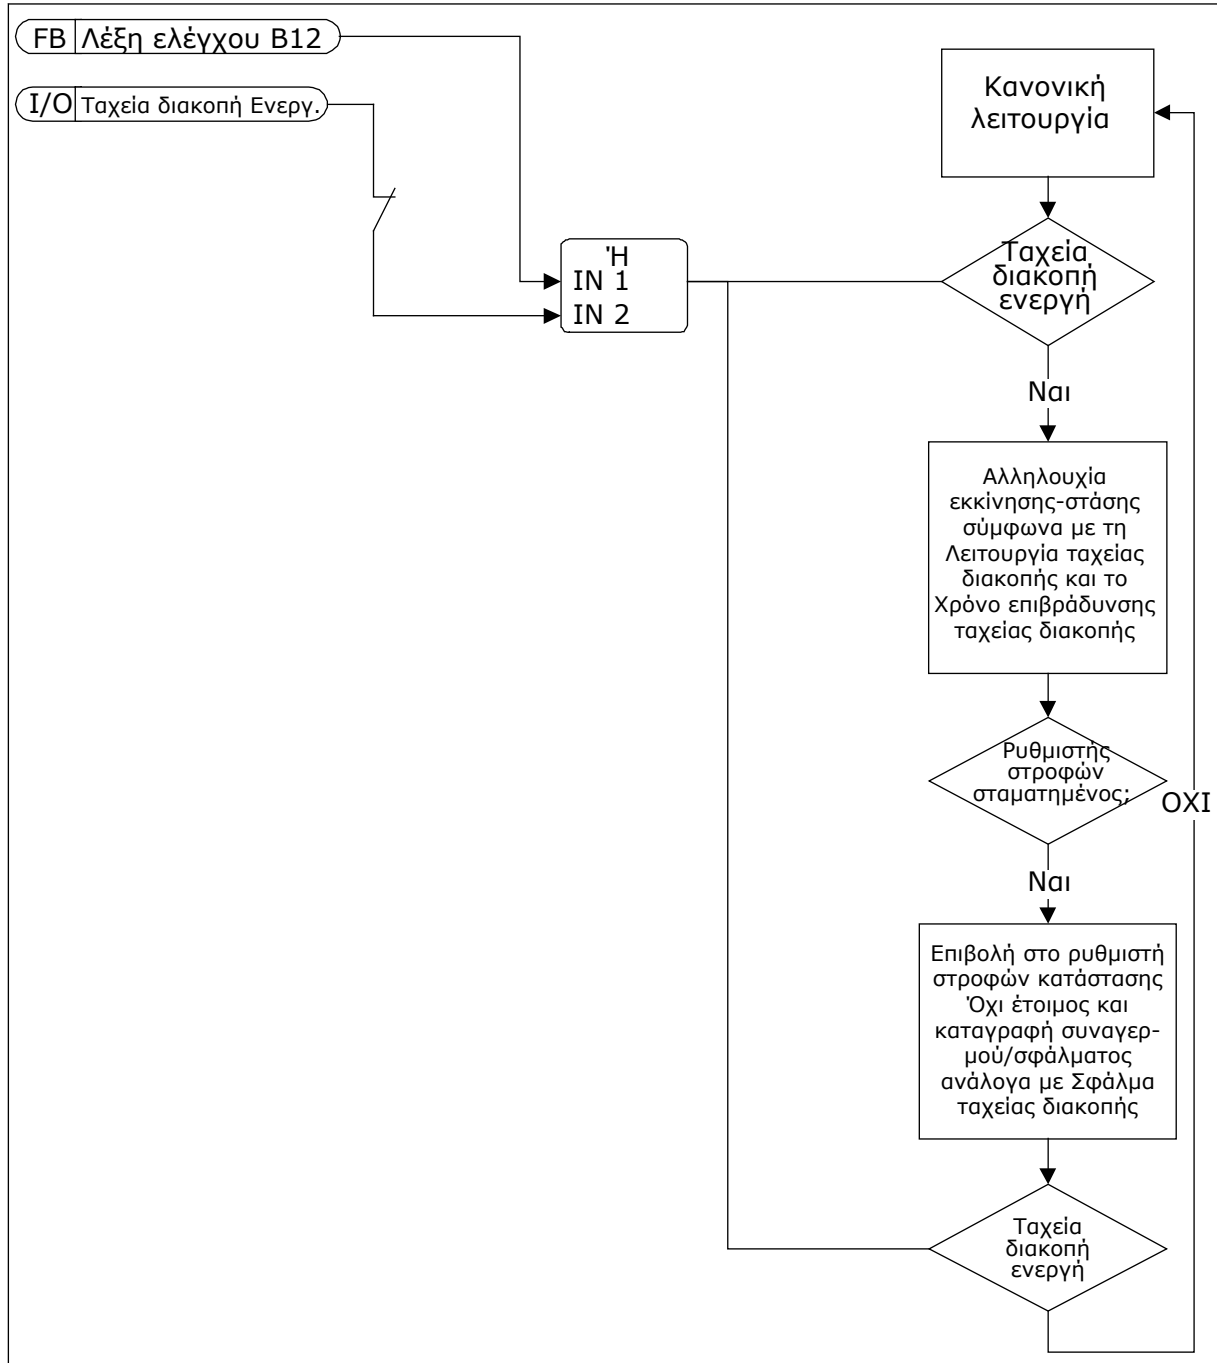 FB Λέξη ελέγχου B12
I/O Ταχεία διακοπή Ενεργ.
Κανονική
λειτουργία
Ή
IN 1
IN 2
Ταχεία
διακοπή
ενεργή
Ναι
Αλληλουχία
εκκίνησης-στάσης
σύμφωνα με τη
Λειτουργία ταχείας
διακοπής και το
Χρόνο επιβράδυνσης
ταχείας διακοπής
Ρυθμιστής
στροφών
σταματημένος;
ΟΧΙ
Ναι
Επιβολή στο ρυθμιστή
στροφών κατάστασης
Όχι έτοιμος και
καταγραφή συναγερ-
μού/σφάλματος
ανάλογα με Σφάλμα
ταχείας διακοπής
Ταχεία
διακοπή
ενεργή